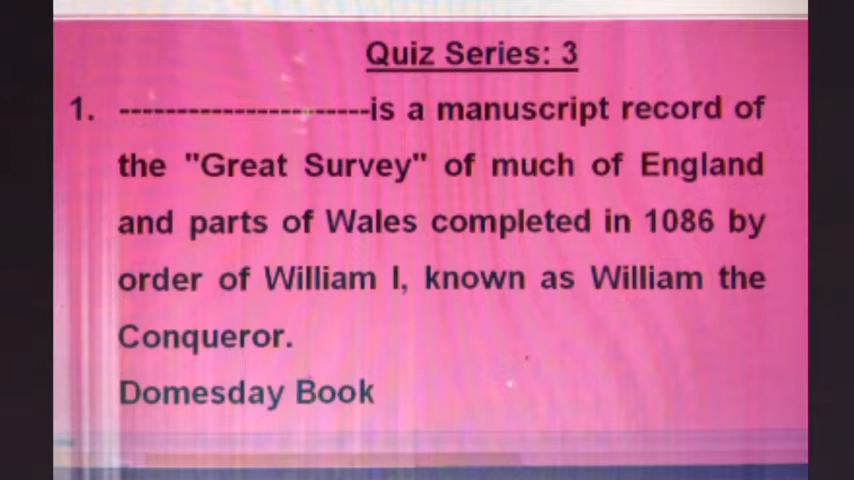 Quiz Series: 3
1. ----------------------is a manuscript record of
the "Great Survey" of much of England
and parts of Wales completed in 1086 by
order of William I, known as William the
Conqueror.
Domesday Book